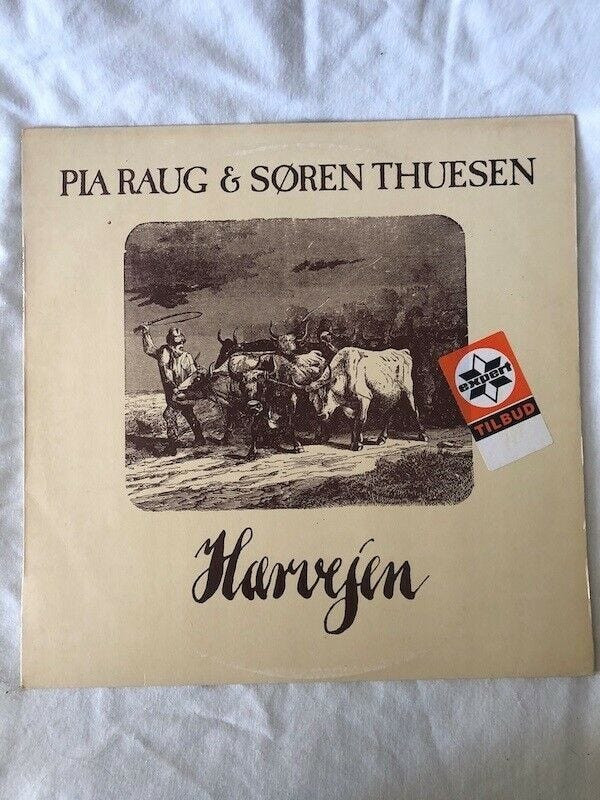 PIA RAUG & SØREN THUESEN
expert
TILBUD
Hærvejen